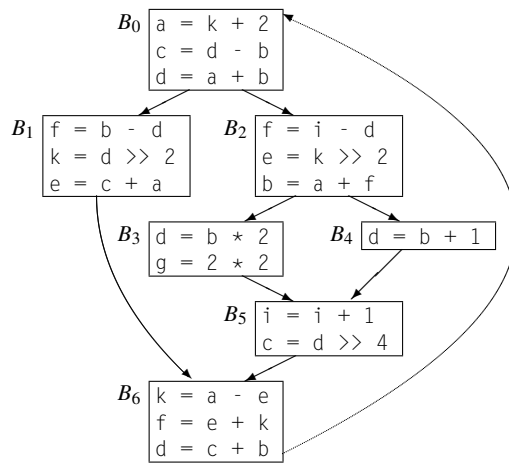 B0
a = k + 2
c = d - b
d = a + b
B1
f = b - d
k = d >> 2
e = c + a
B2
f = i - d
e = k >> 2
b = a + f
B3
d = b * 2
g = 2 * 2
B4
d = b + 1
B5
i = i + 1
c = d >> 4
B6
k = a - e
f = e + k
d = c + b